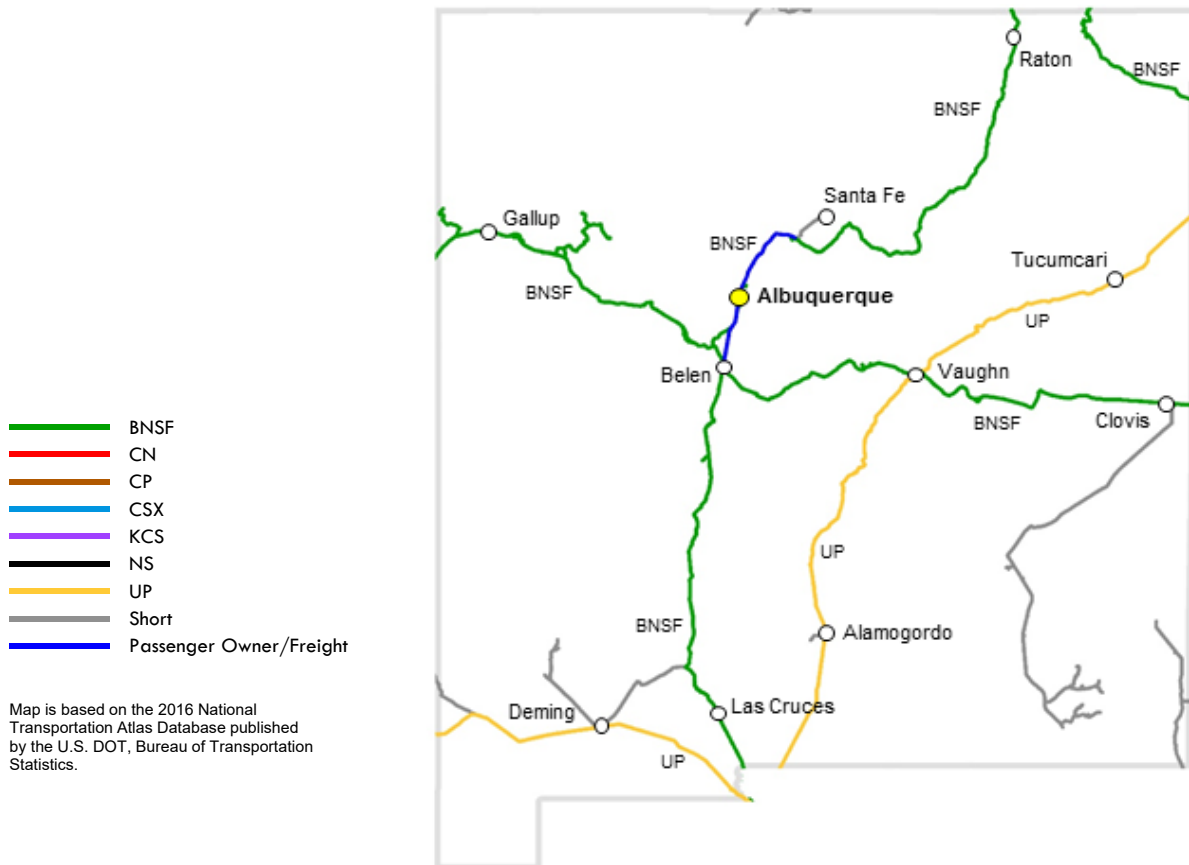 Raton
BNSF
BNSF
Santa Fe
Gallup
BNSF
Tucumcari
BNSF
Albuquerque
UP
Belen
Vaughn
Clovis
BNSF
BNSF
CN
CP
CSX
KCS
NS
UP
Short
Passenger Owner/Freight
UP
BNSF
Alamogordo
Map is based on the 2016 National
Transportation Atlas Database published
by the U.S. DOT, Bureau of Transportation
Statistics.
Deming
Las Cruces
UP